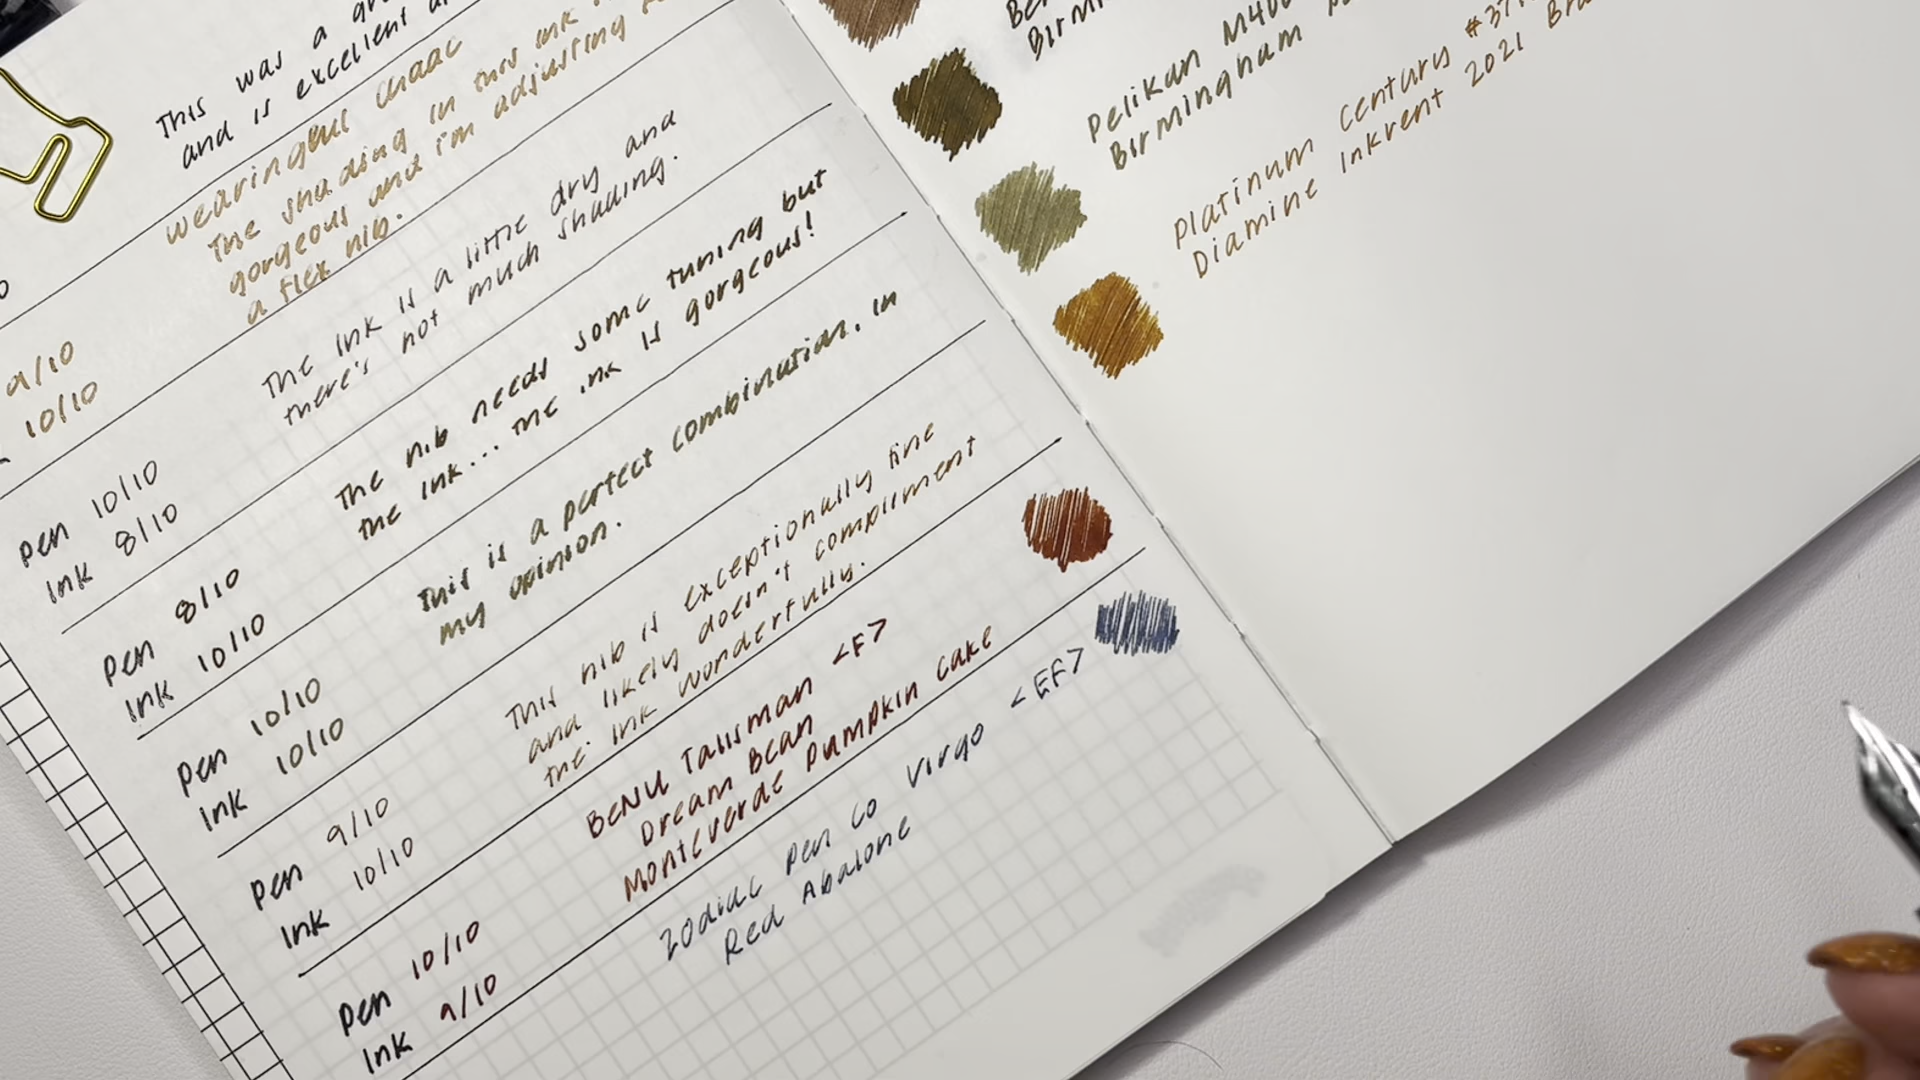 This was a
and is excellent
wearingeul
The shading in this ink
gorgeous and i'm adjusting
a flex nib.
9/10
10/10
The ink is a little dry and
there's not much shading.
pen 10/10
ink 8/10
The nib needs some tuning but
the ink... the ink is gorgeous!
pen 8/10
ink 10/10
This is a perfect combination. in
my opinion.
pen 10/10
ink 10/10
This nib is exceptionally fine
and likely doesn't compliment
the ink wonderfully.
pen 9/10
ink 10/10
BENU Talisman <F>
Dream Bean
Monteverde Pumpkin Cake
pen 10/10
ink 9/10
Zodiac Pen Co Virgo <EF>
Red Abalone
Pelikan
Birmingham
Platinum Century
Diamine Inkvent 2021